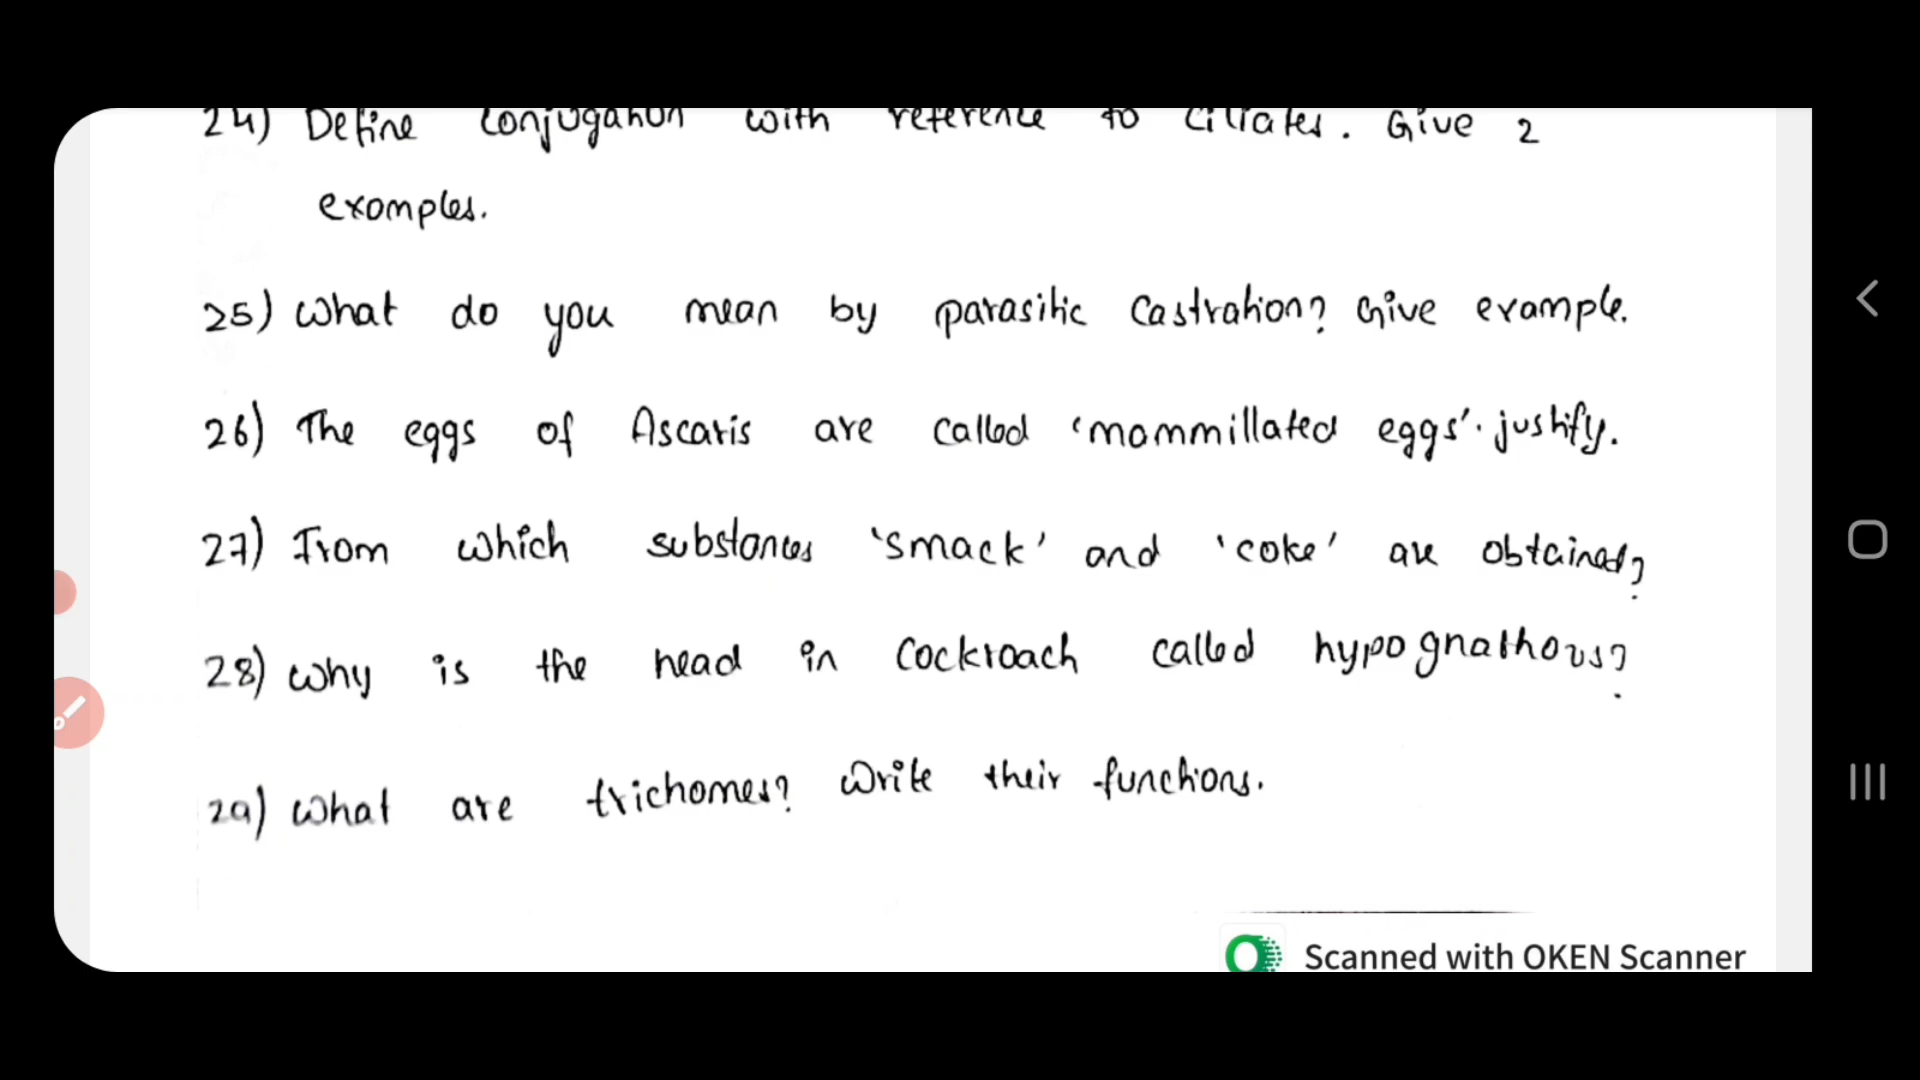 24) Define Conjugation with reference to Ciliates. Give 2
examples.
25) What do you mean by parasitic Castration? Give example.
26) The eggs of Ascaris are called 'mammillated eggs'. justify.
27) From which substances 'smack' and 'coke' are obtained?
28) Why is the head in Cockroach called hypognathous?
29) What are trichomes? Write their functions.
Scanned with OKEN Scanner